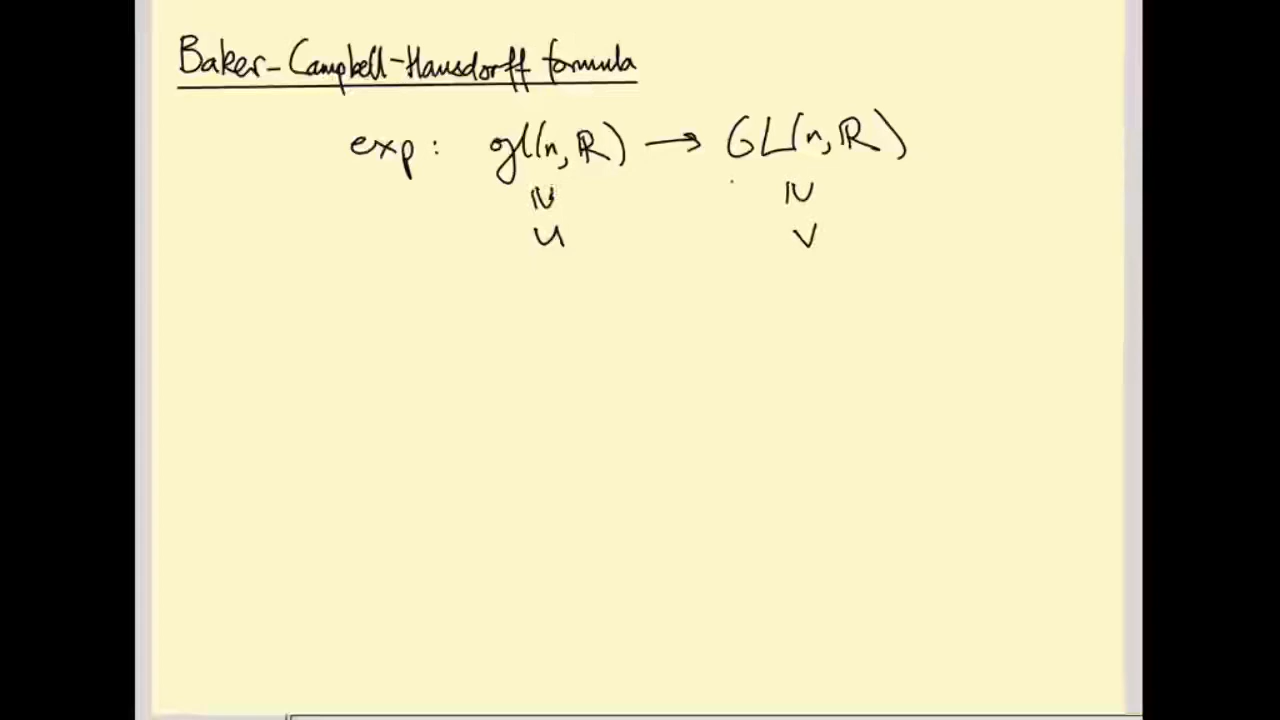 Baker-Campbell-Hausdorff formula
exp: gl(n, ℝ) → GL(n, ℝ)
⊇ ⊇
U V